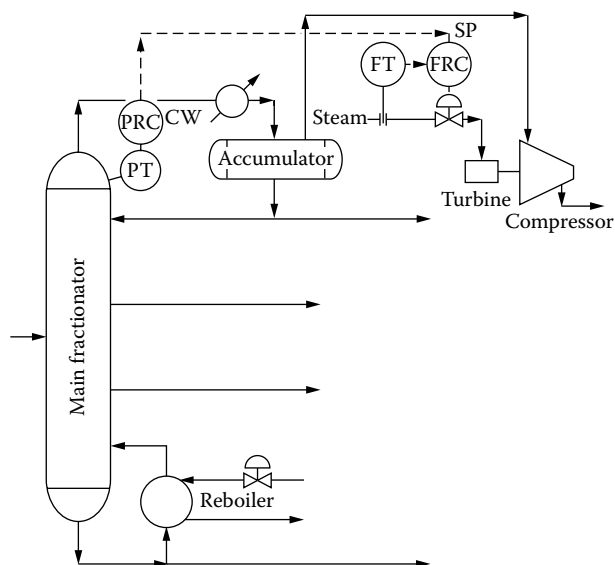 SP
FT
FRC
PRC
CW
Steam
Accumulator
PT
Turbine
Compressor
Main fractionator
Reboiler